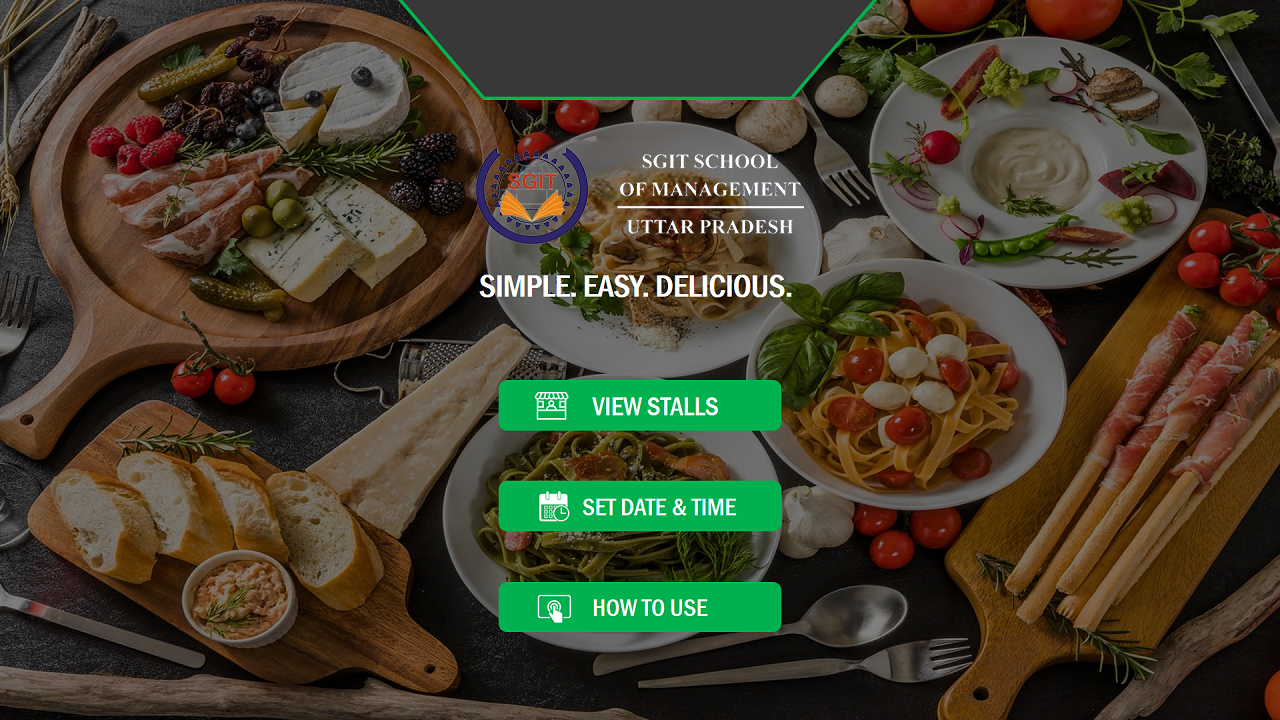 SGIT
SGIT SCHOOL
OF MANAGEMENT
UTTAR PRADESH
SIMPLE. EASY. DELICIOUS.
VIEW STALLS
SET DATE & TIME
HOW TO USE